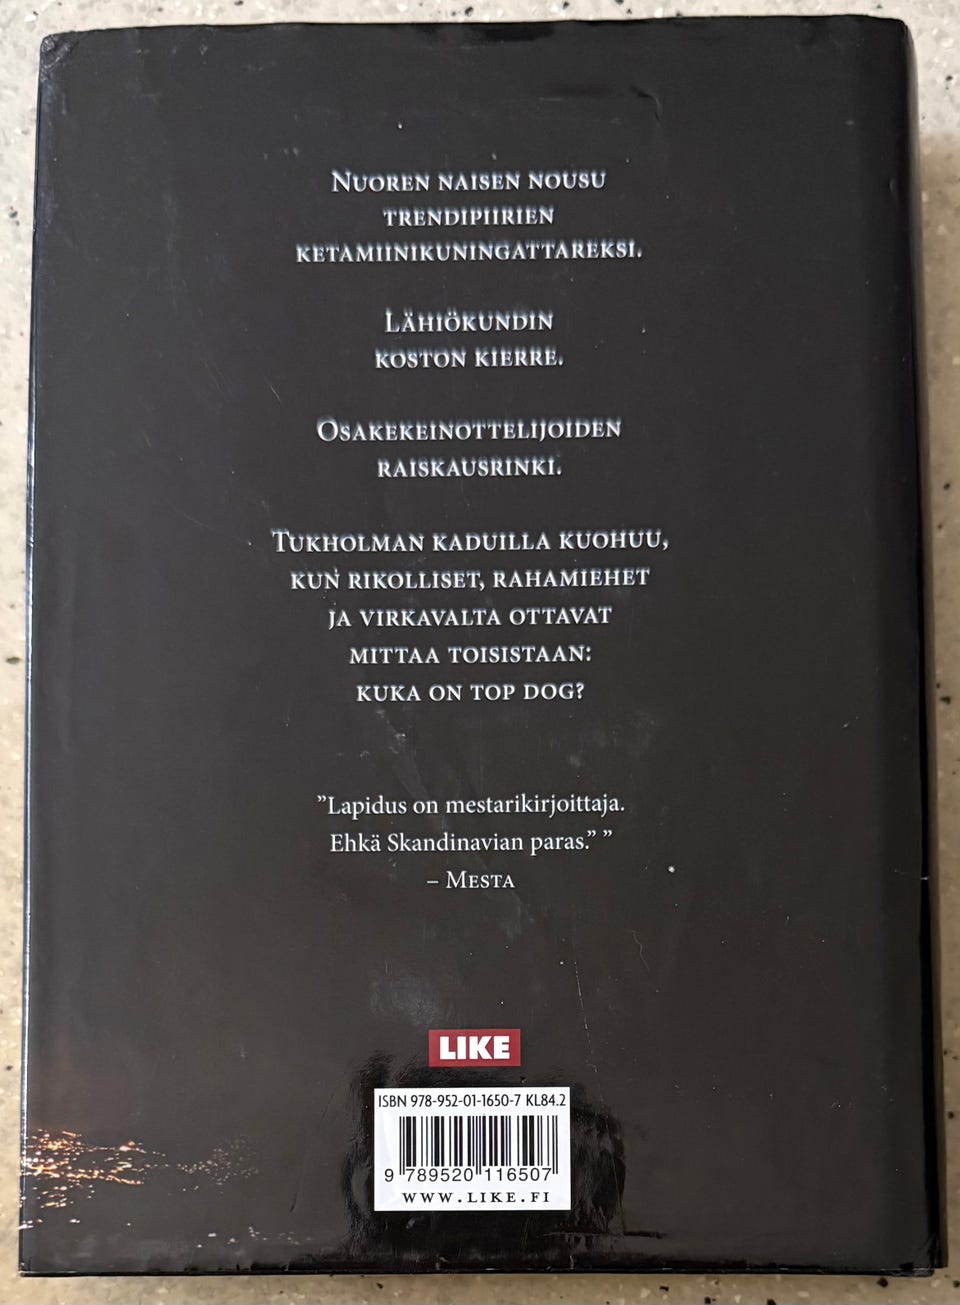 NUOREN NAISEN NOUSU
TRENDIPIIRIEN
KETAMIINIKUNINGATTAREKSI.
LÄHIÖKUNDIN
KOSTON KIERRE.
OSAKEKEINOTTELIJOIDEN
RAISKAUSRINKI.
TUKHOLMAN KADUILLA KUOHUU,
KUN RIKOLLISET, RAHAMIEHET
JA VIRKAVALTA OTTAVAT
MITTAA TOISISTAAN:
KUKA ON TOP DOG?
”Lapidus on mestarikirjoittaja.
Ehkä Skandinavian paras.” ”
– MESTA
LIKE
ISBN 978-952-01-1650-7 KL84.2
9 789520 116507
WWW.LIKE.FI